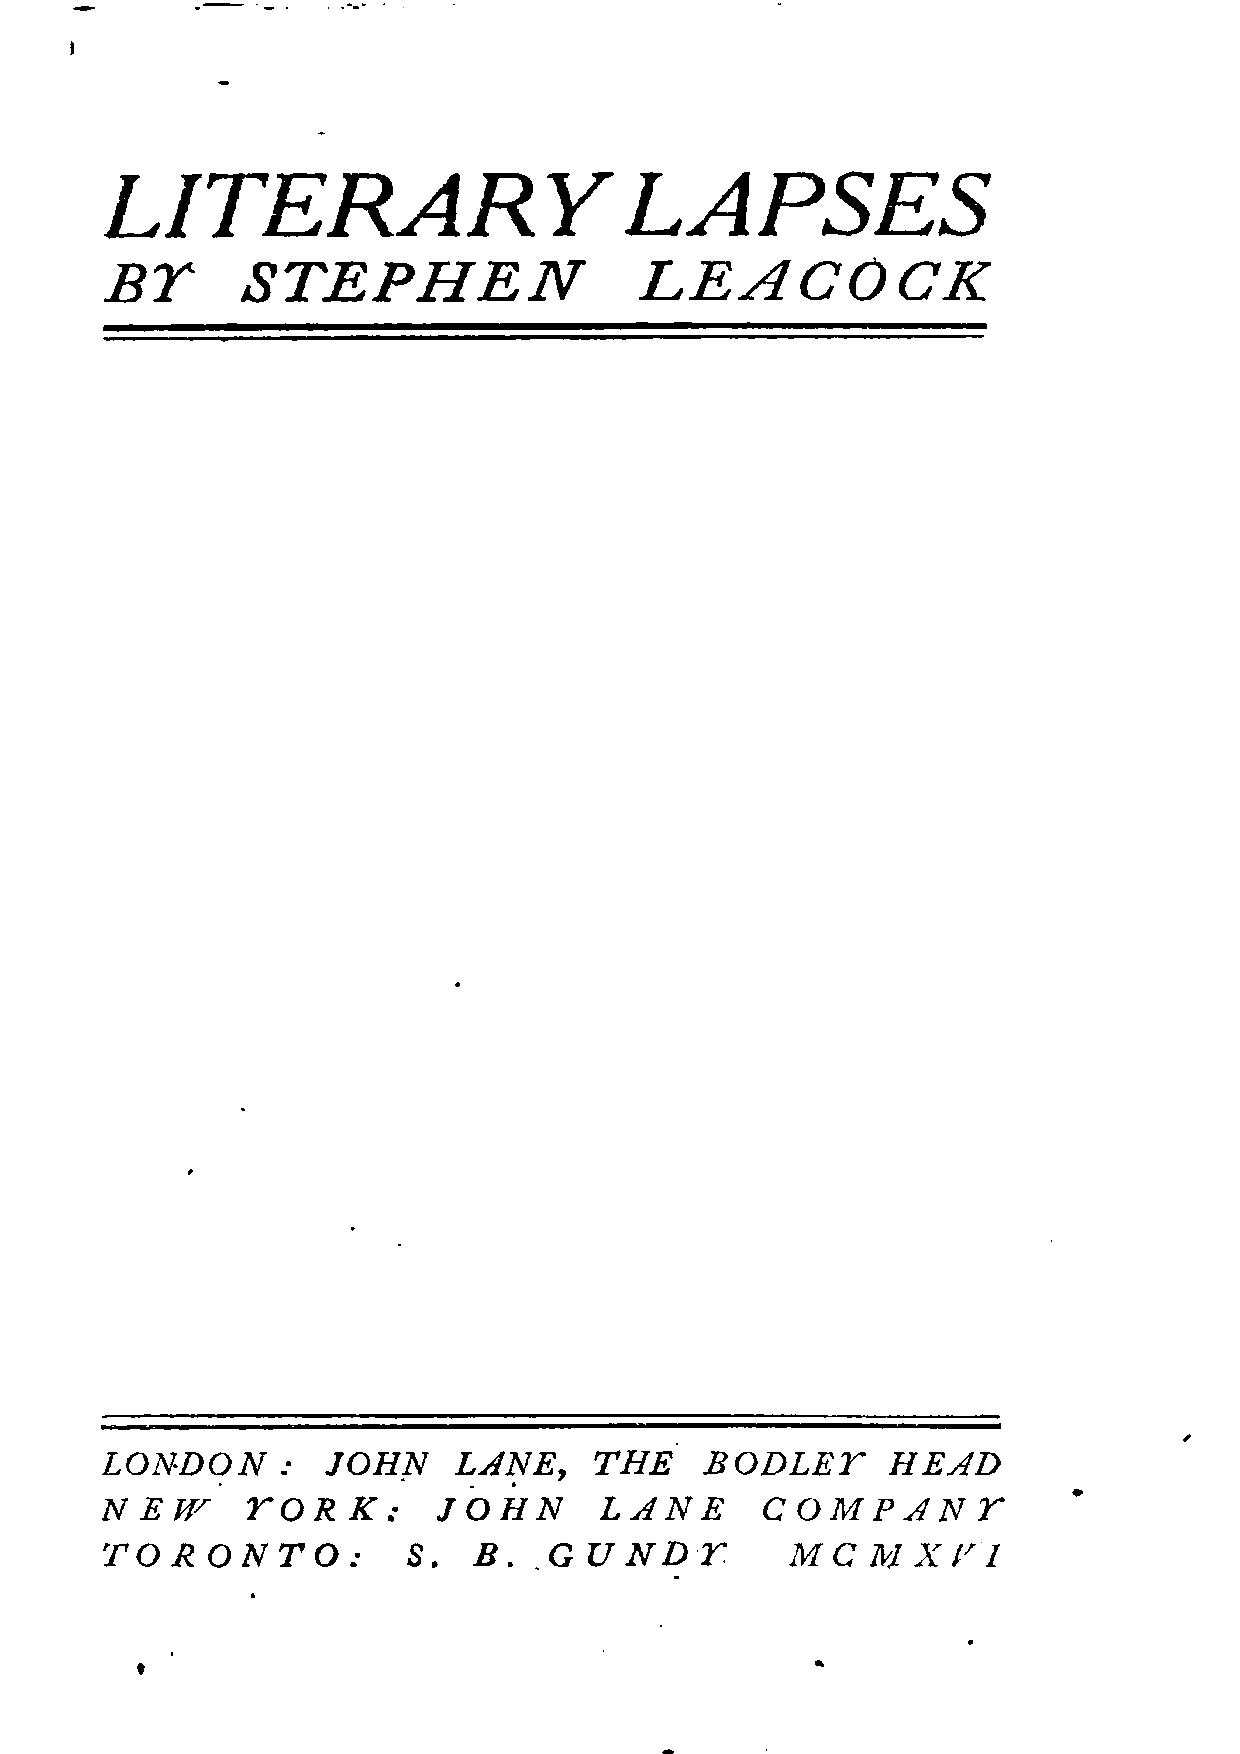 LITERARY LAPSES
BY STEPHEN LEACOCK
LONDON: JOHN LANE, THE BODLEY HEAD
NEW YORK: JOHN LANE COMPANY
TORONTO: S. B. GUNDY MCMXVI